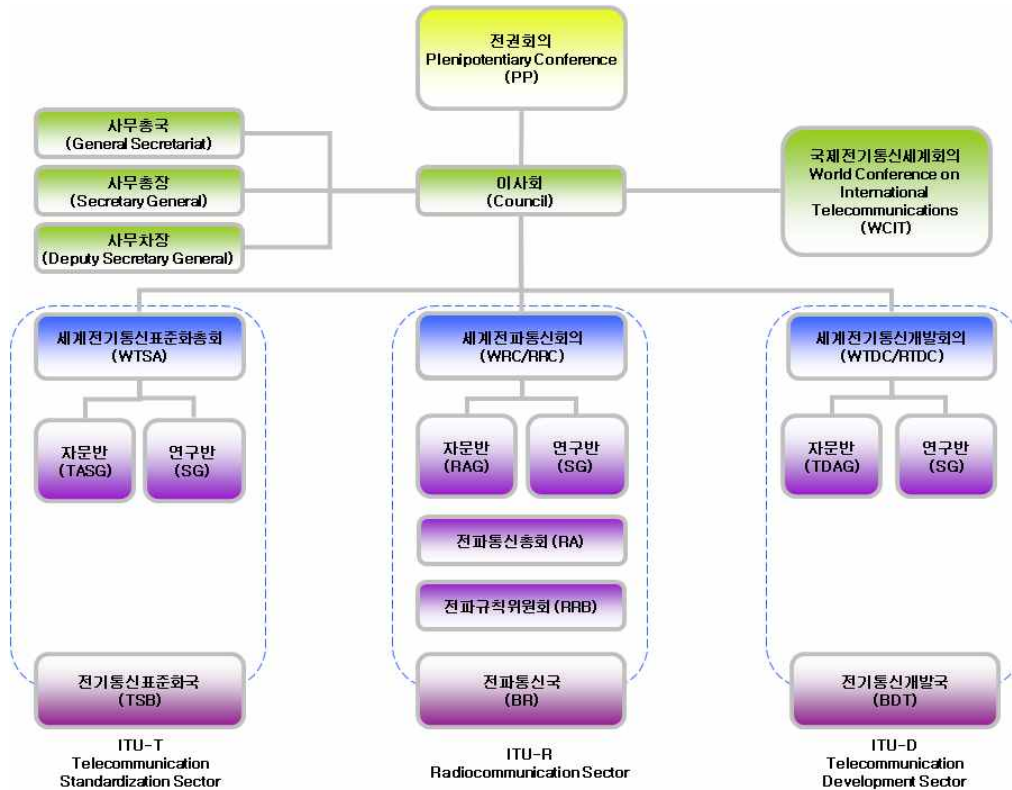 전권회의
Plenipotentiary Conference
(PP)
사무총국
(General Secretariat)
사무총장
(Secretary General)
사무차장
(Deputy Secretary General)
이사회
(Council)
국제전기통신세계회의
World Conference on
International
Telecommunications
(WCIT)
세계전기통신표준화총회
(WTSA)
자문반
(TASG)
연구반
(SG)
전기통신표준화국
(TSB)
ITU-T
Telecommunication
Standardization Sector
세계전파통신회의
(WRC/RRC)
자문반
(RAG)
연구반
(SG)
전파통신총회 (RA)
전파규칙위원회 (RRB)
전파통신국
(BR)
ITU-R
Radiocommunication Sector
세계전기통신개발회의
(WTDC/RTDC)
자문반
(TDAG)
연구반
(SG)
전기통신개발국
(BDT)
ITU-D
Telecommunication
Development Sector